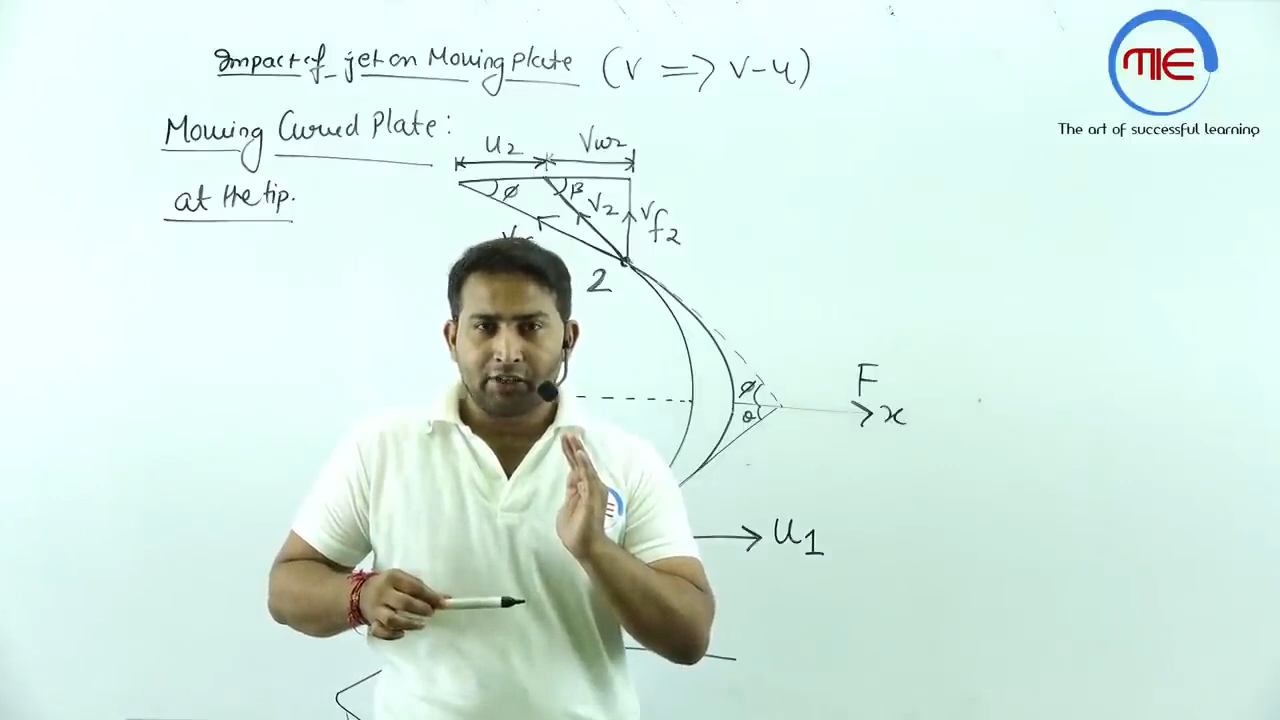 Impact of jet on Moving plate (V => V-u)
MIE
The art of successful learning
Moving Curved Plate:
at the tip.
u2 Vw2
φ β V2 Vf2
2
F
φ
θ x
u1